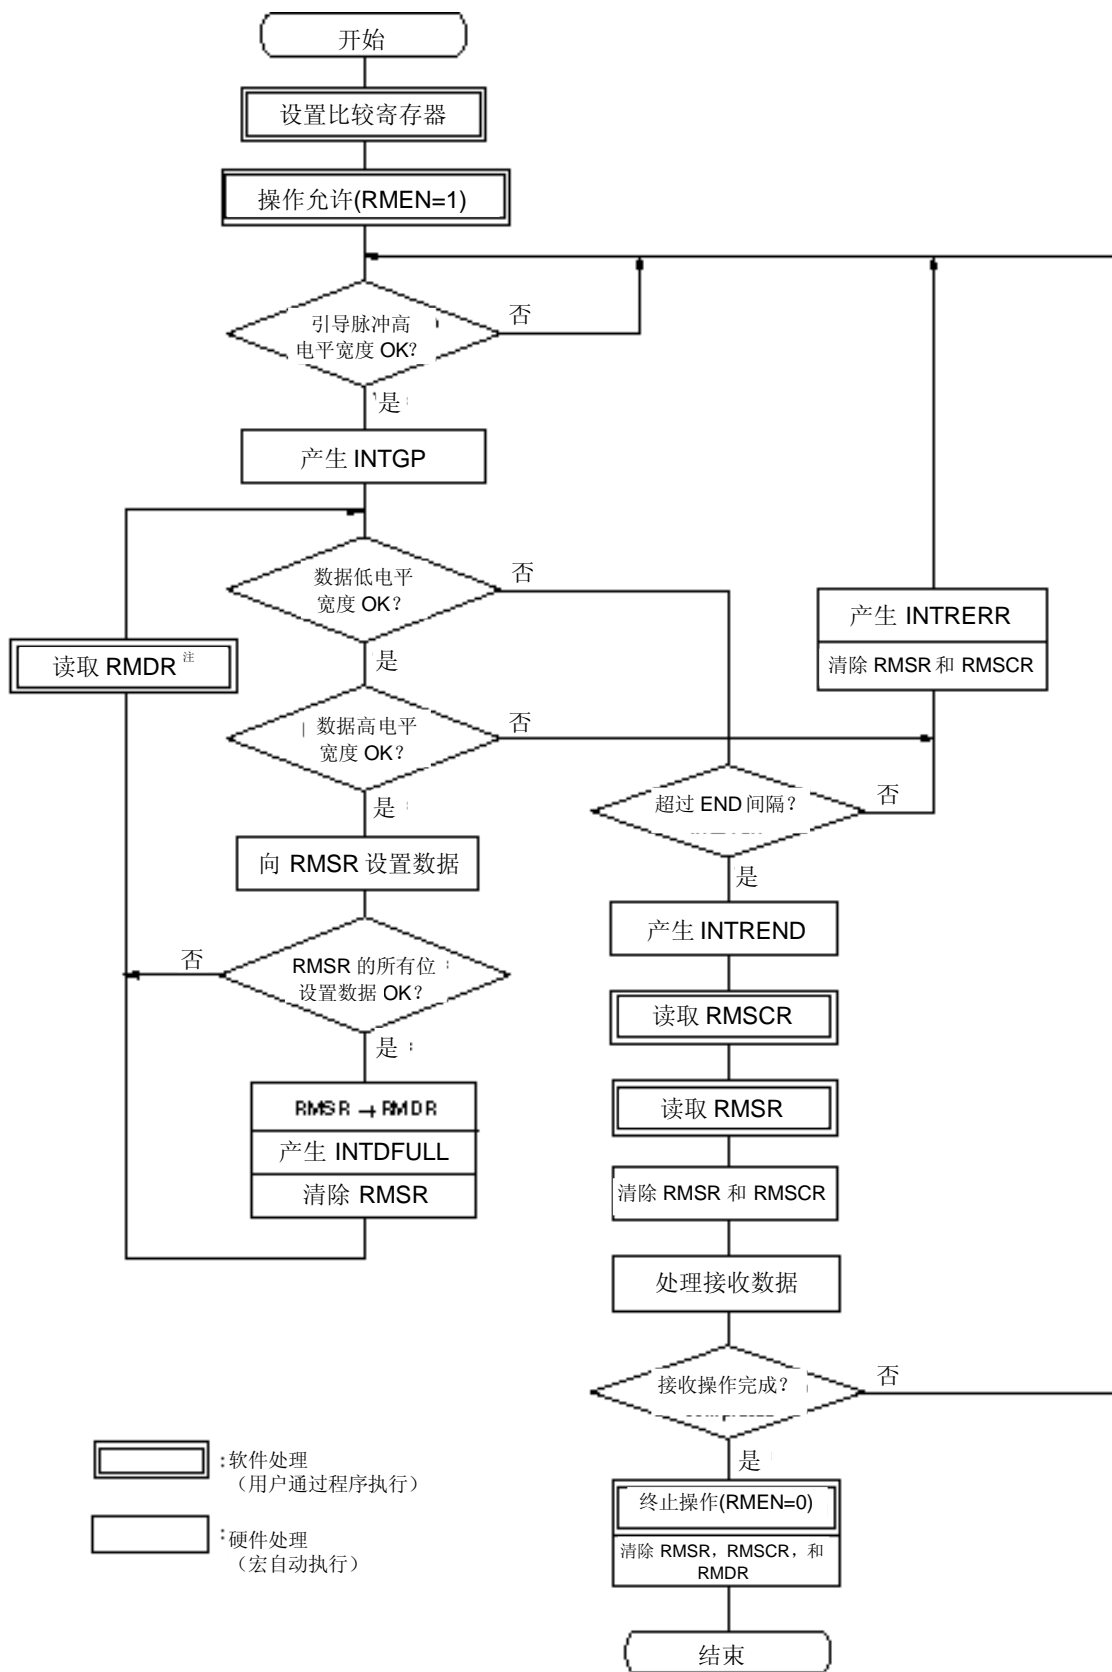 开始
设置比较寄存器
操作允许(RMEN=1)
引导脉冲高
电平宽度 OK?
否
是
产生 INTGP
数据低电平
宽度 OK?
否
是
读取 RMDR 注
产生 INTRERR
清除 RMSR 和 RMSCR
数据高电平
宽度 OK?
否
是
超过 END 间隔?
否
是
向 RMSR 设置数据
产生 INTREND
RMSR 的所有位
设置数据 OK?
否
是
读取 RMSCR
RMSR→RMDR
产生 INTDFULL
清除 RMSR
读取 RMSR
清除 RMSR 和 RMSCR
处理接收数据
接收操作完成?
否
是
:软件处理
(用户通过程序执行)
:硬件处理
(宏自动执行)
终止操作(RMEN=0)
清除 RMSR,RMSCR,和
RMDR
结束